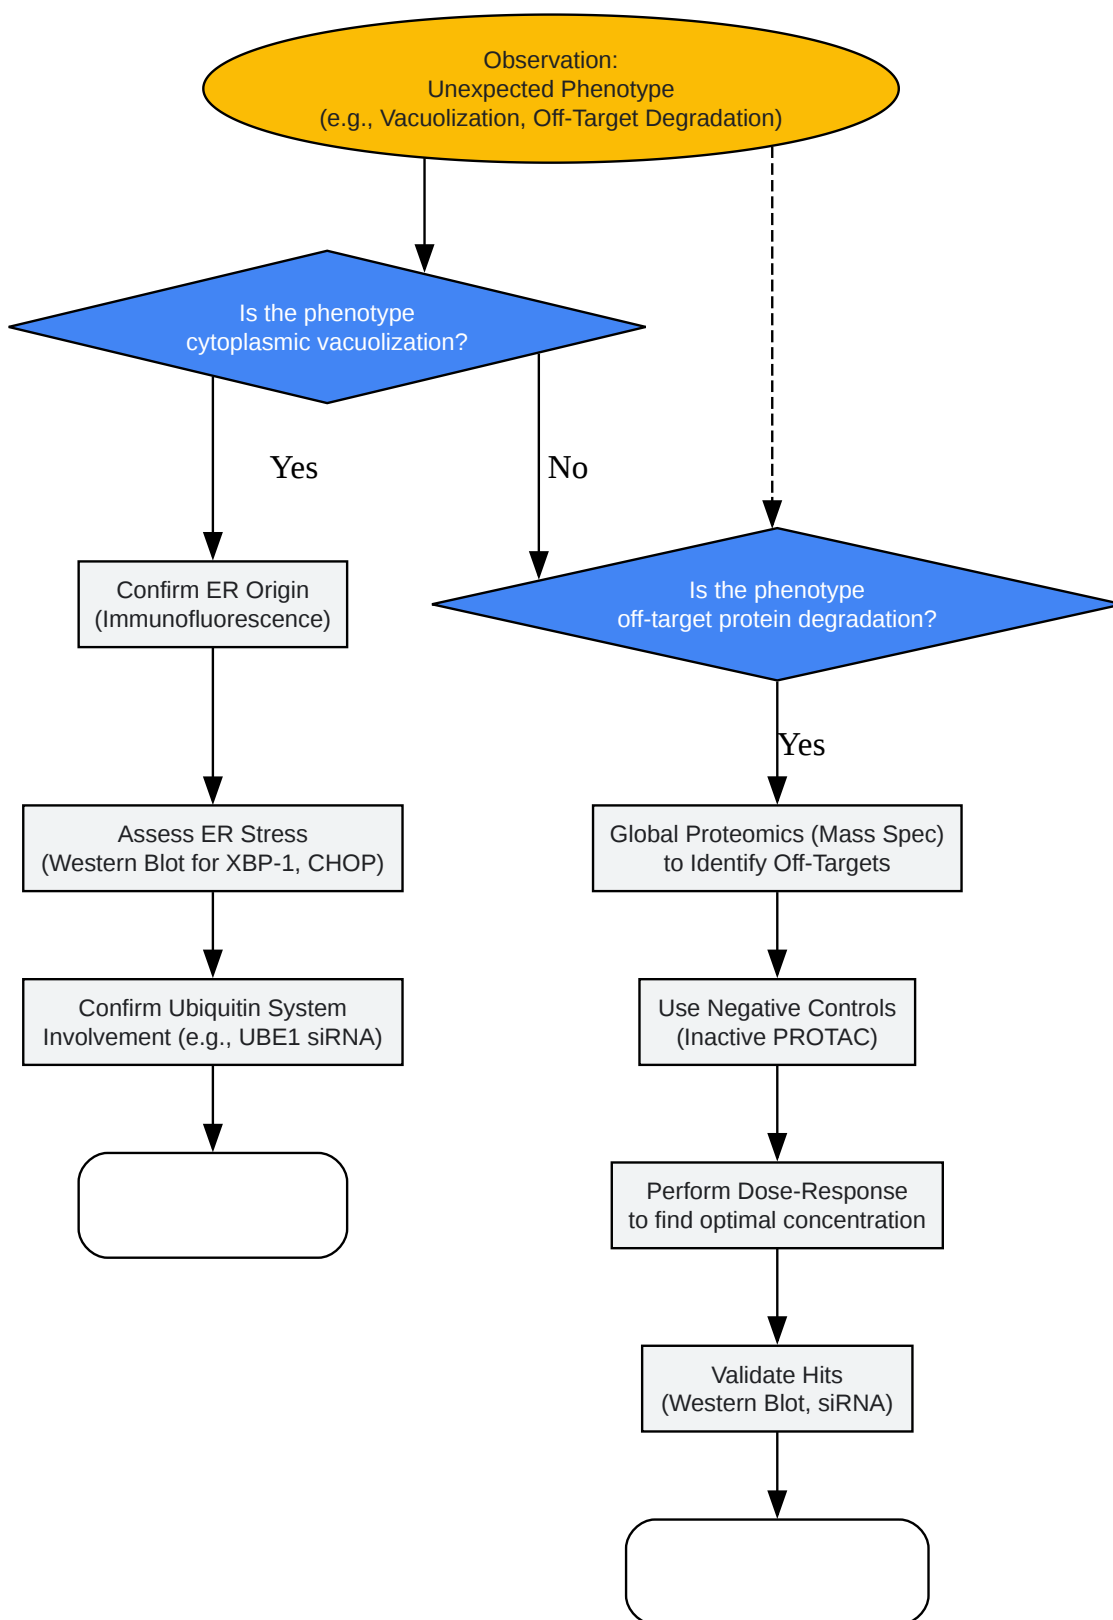 Observation:
Unexpected Phenotype
(e.g., Vacuolization, Off-Target Degradation)
Is the phenotype
cytoplasmic vacuolization?
Yes
No
Confirm ER Origin
(Immunofluorescence)
Is the phenotype
off-target protein degradation?
Yes
Assess ER Stress
(Western Blot for XBP-1, CHOP)
Global Proteomics (Mass Spec)
to Identify Off-Targets
Confirm Ubiquitin System
Involvement (e.g., UBE1 siRNA)
Use Negative Controls
(Inactive PROTAC)
Perform Dose-Response
to find optimal concentration
Validate Hits
(Western Blot, siRNA)